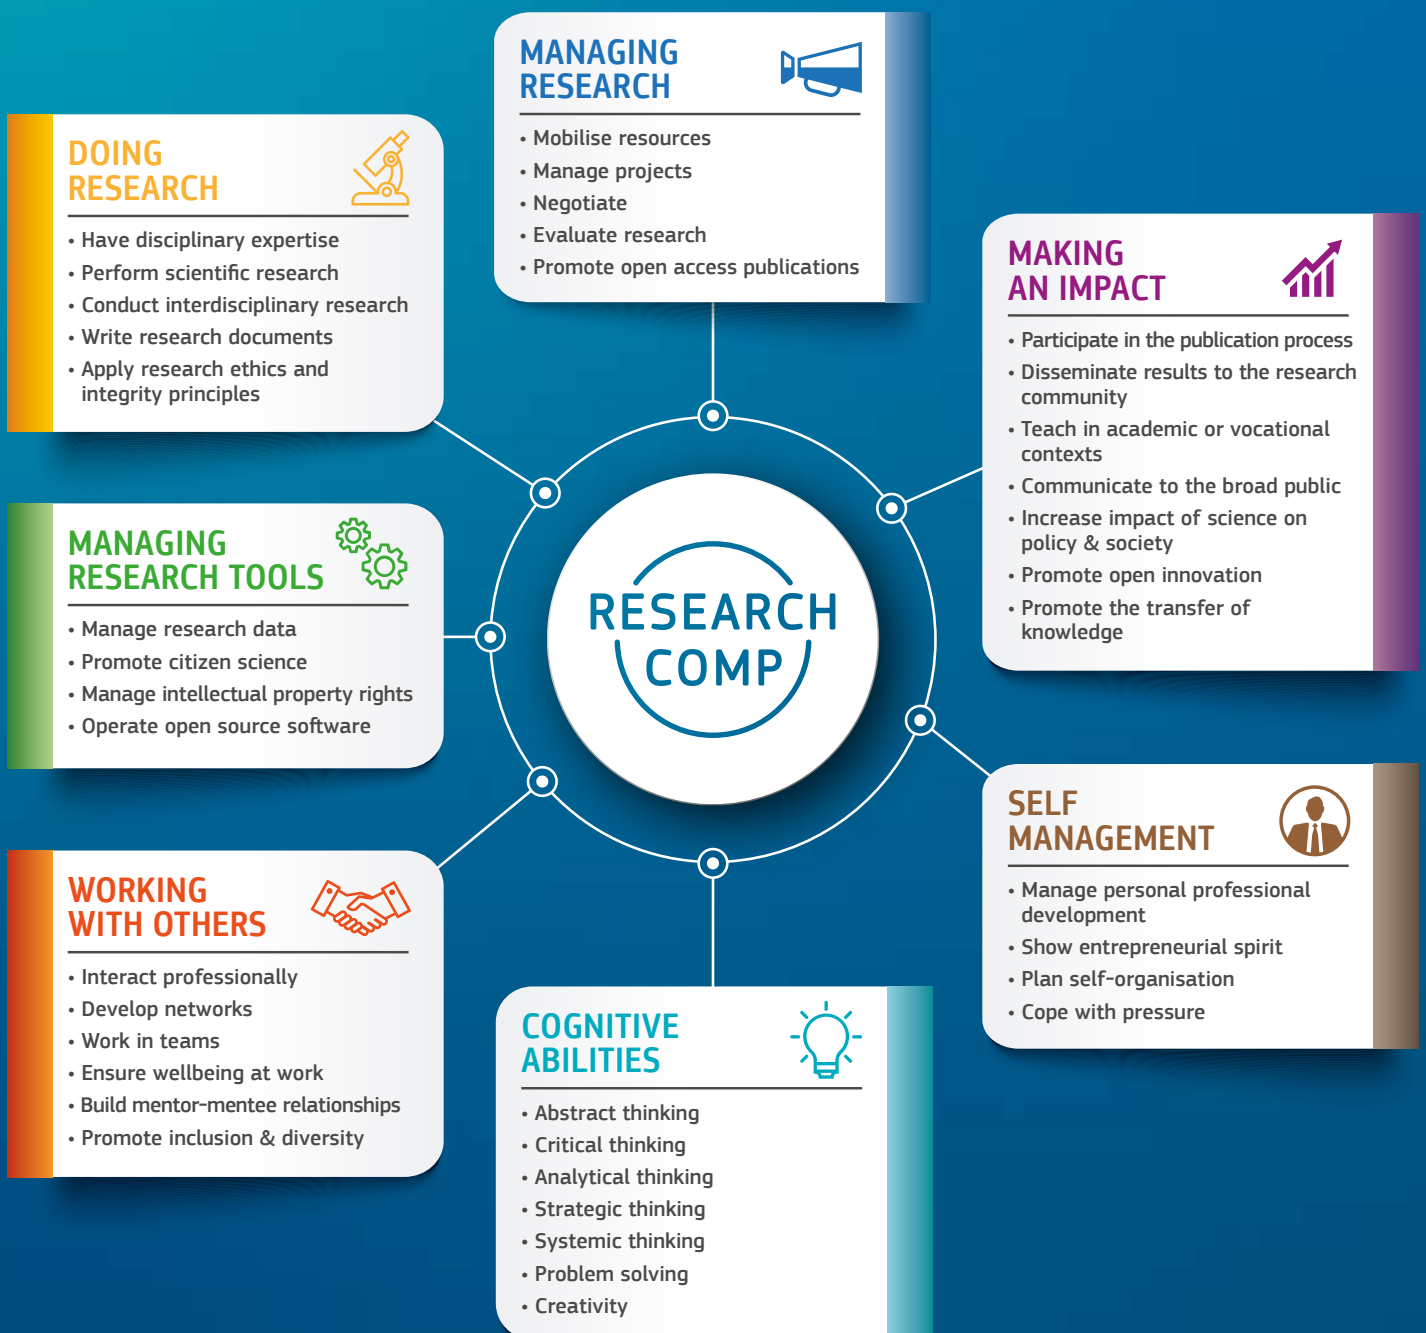 MANAGING
RESEARCH
• Mobilise resources
• Manage projects
• Negotiate
• Evaluate research
• Promote open access publications
DOING
RESEARCH
• Have disciplinary expertise
• Perform scientific research
• Conduct interdisciplinary research
• Write research documents
• Apply research ethics and
integrity principles
MAKING
AN IMPACT
• Participate in the publication process
• Disseminate results to the research
community
• Teach in academic or vocational
contexts
• Communicate to the broad public
• Increase impact of science on
policy & society
• Promote open innovation
• Promote the transfer of
knowledge
MANAGING
RESEARCH TOOLS
• Manage research data
• Promote citizen science
• Manage intellectual property rights
• Operate open source software
RESEARCH
COMP
SELF
MANAGEMENT
• Manage personal professional
development
• Show entrepreneurial spirit
• Plan self-organisation
• Cope with pressure
WORKING
WITH OTHERS
• Interact professionally
• Develop networks
• Work in teams
• Ensure wellbeing at work
• Build mentor-mentee relationships
• Promote inclusion & diversity
COGNITIVE
ABILITIES
• Abstract thinking
• Critical thinking
• Analytical thinking
• Strategic thinking
• Systemic thinking
• Problem solving
• Creativity